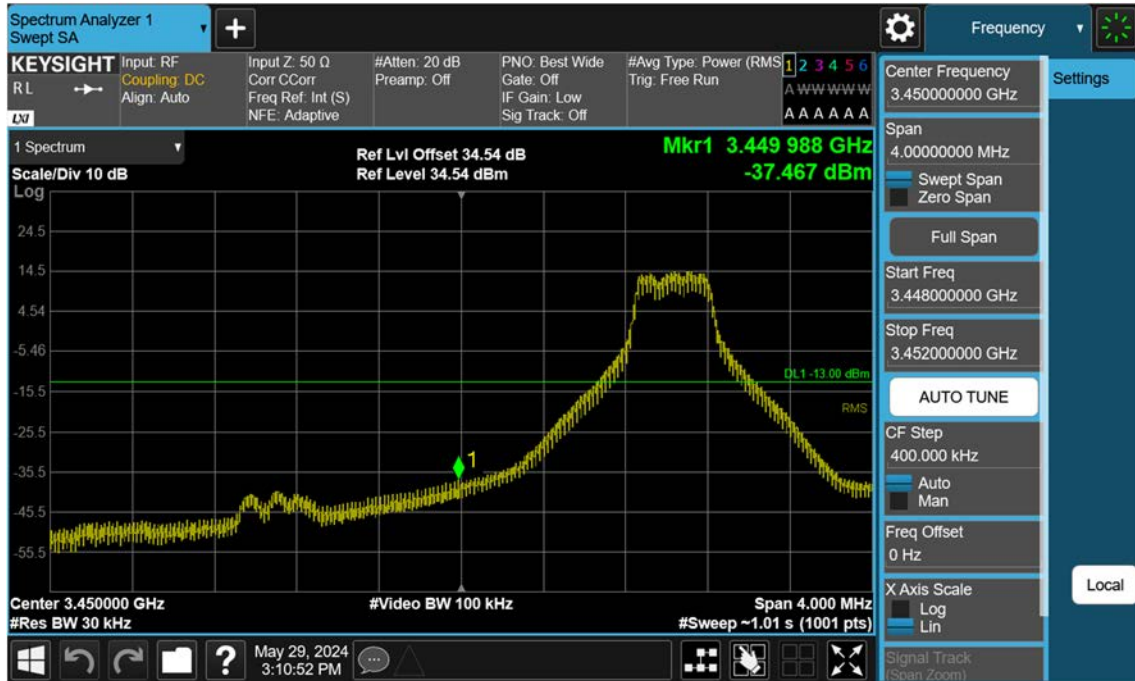 Spectrum Analyzer 1
Swept SA
Frequency
KEYSIGHT
R L
LXI
Input: RF
Coupling: DC
Align: Auto
Input Z: 50 Ω
Corr CCorr
Freq Ref: Int (S)
NFE: Adaptive
#Atten: 20 dB
Preamp: Off
PNO: Best Wide
Gate: Off
IF Gain: Low
Sig Track: Off
#Avg Type: Power (RMS
Trig: Free Run
1 2 3 4 5 6
A W W W W W
A A A A A A
1 Spectrum
Scale/Div 10 dB
Log
Ref Lvl Offset 34.54 dB
Ref Level 34.54 dBm
Mkr1 3.449 988 GHz
-37.467 dBm
24.5
14.5
4.54
-5.46
-15.5
-25.5
-35.5
-45.5
-55.5
DL1 -13.00 dBm
RMS
1
Center 3.450000 GHz
#Res BW 30 kHz
#Video BW 100 kHz
Span 4.000 MHz
#Sweep ~1.01 s (1001 pts)
Center Frequency
3.450000000 GHz
Span
4.00000000 MHz
Swept Span
Zero Span
Full Span
Start Freq
3.448000000 GHz
Stop Freq
3.452000000 GHz
AUTO TUNE
CF Step
400.000 kHz
Auto
Man
Freq Offset
0 Hz
X Axis Scale
Log
Lin
Signal Track
(Span Zoom)
Settings
Local
?
May 29, 2024
3:10:52 PM